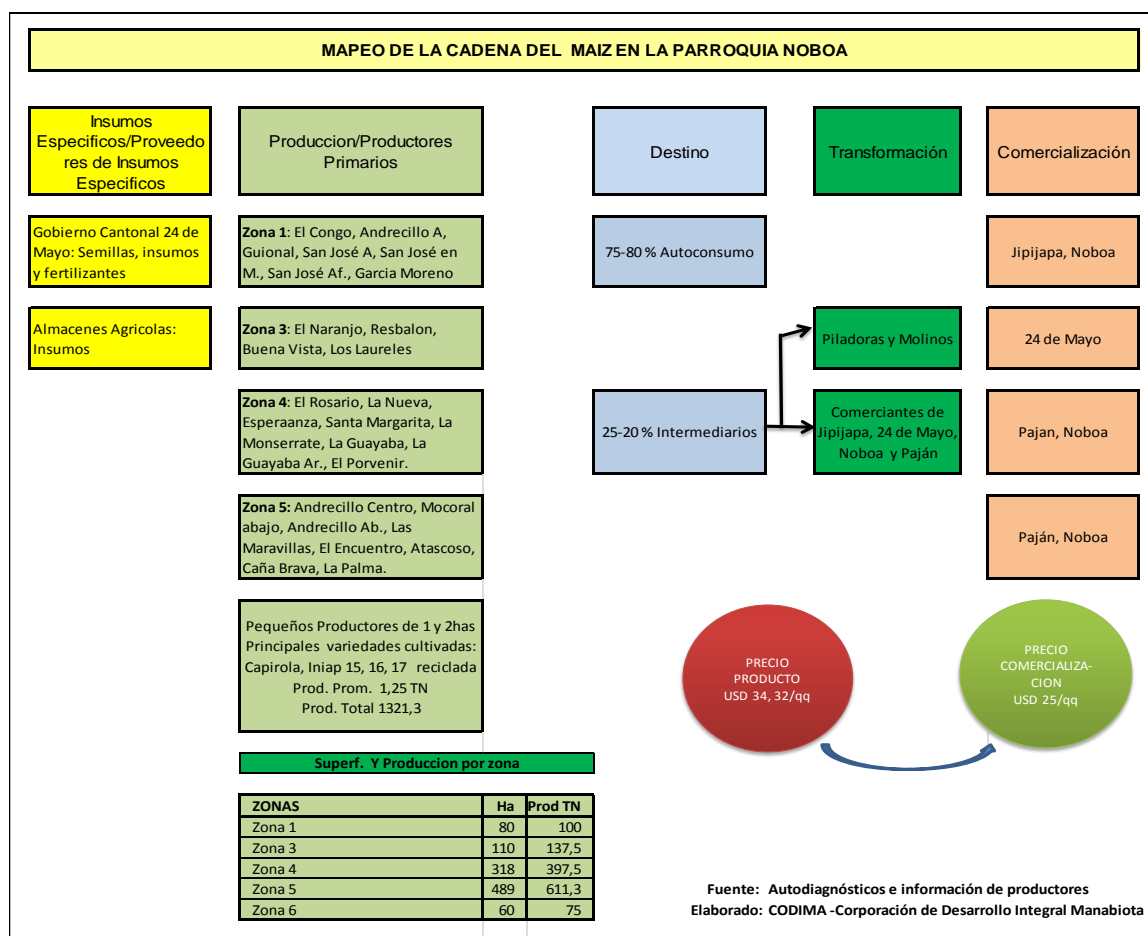 MAPEO DE LA CADENA DEL MAIZ EN LA PARROQUIA NOBOA
Insumos
Especificos/Proveedo
res de Insumos
Especificos
Produccion/Productores
Primarios
Destino
Transformación
Comercialización
Gobierno Cantonal 24 de
Mayo: Semillas, insumos
y fertilizantes
Zona 1: El Congo, Andrecillo A,
Guional, San José A, San José en
M., San José Af., Garcia Moreno
75-80 % Autoconsumo
Jipijapa, Noboa
Almacenes Agricolas:
Insumos
Zona 3: El Naranjo, Resbalon,
Buena Vista, Los Laureles
Piladoras y Molinos
24 de Mayo
Zona 4: El Rosario, La Nueva,
Esperaanza, Santa Margarita, La
Monserrate, La Guayaba, La
Guayaba Ar., El Porvenir.
25-20 % Intermediarios
Comerciantes de
Jipijapa, 24 de Mayo,
Noboa y Paján
Pajan, Noboa
Zona 5: Andrecillo Centro, Mocoral
abajo, Andrecillo Ab., Las
Maravillas, El Encuentro, Atascoso,
Caña Brava, La Palma.
Paján, Noboa
Pequeños Productores de 1 y 2has
Principales variedades cultivadas:
Capirola, Iniap 15, 16, 17 reciclada
Prod. Prom. 1,25 TN
Prod. Total 1321,3
PRECIO
PRODUCTO
USD 34, 32/qq
PRECIO
COMERCIALIZA-
CION
USD 25/qq
Superf. Y Produccion por zona
ZONAS Ha Prod TN
Zona 1 80 100
Zona 3 110 137,5
Zona 4 318 397,5
Zona 5 489 611,3
Zona 6 60 75
Fuente: Autodiagnósticos e información de productores
Elaborado: CODIMA -Corporación de Desarrollo Integral Manabiota